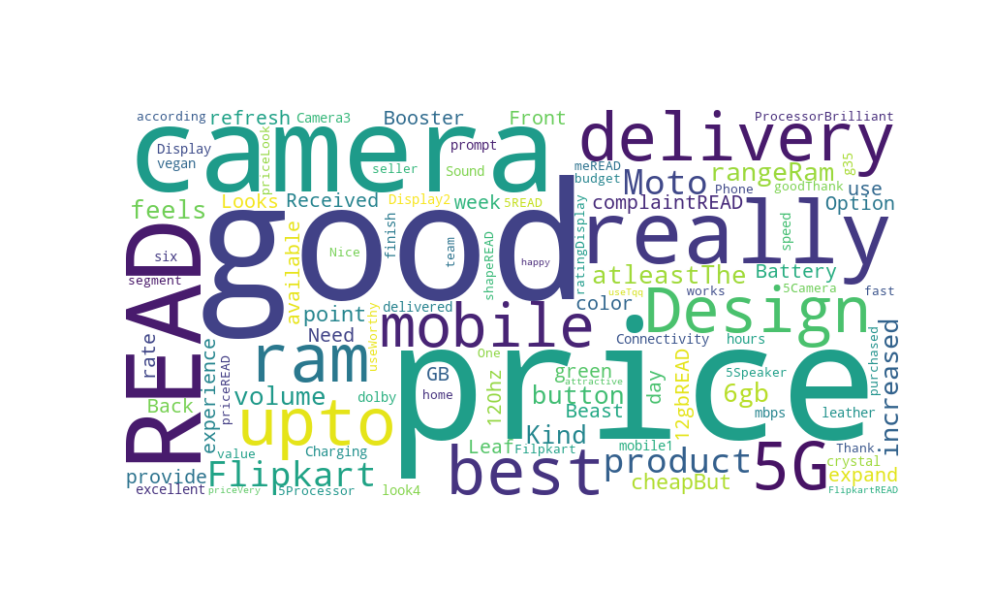 according
refresh
Camera3
Booster
Front
ProcessorBrilliant
camera
delivery
Display
vegan
priceLook
prompt
seller
Sound
meREAD
budget
Moto
rangeRam
goodThank
g35
feels
Looks
Received
Display2
week
5READ
complaintREAD
Phone
use
Option
READ
good
really
six
segment
available
Nice
finish
team
shapeREAD
happy
ratingDisplay
speed
atleastThe
Battery
useTqq
works
5Camera
fast
point
Need
delivered
color
Design
mobile
rate
ram
useWorthy
price
Connectivity
hours
purchased
increased
experience
priceREAD
volume
dolby
GB
home
One
120hz
green
attractive
button
Beast
day
12gbREAD
5Speaker
6gb
mbps
leather
Back
upto
Kind
value
Charging
Leaf
Filpkart
mobile1
Thank
crystal
provide
Flipkart
best
product
5G
expand
excellent
priceVery
5Processor
look4
cheapBut
FlipkartREAD